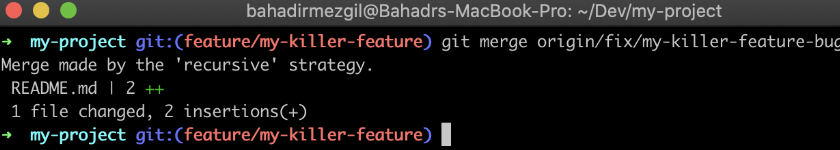 bahadirmezgil@Bahadrs-MacBook-Pro: ~/Dev/my-project
➜ my-project git:(feature/my-killer-feature) git merge origin/fix/my-killer-feature-bug
Merge made by the 'recursive' strategy.
README.md | 2 ++
1 file changed, 2 insertions(+)
➜ my-project git:(feature/my-killer-feature)